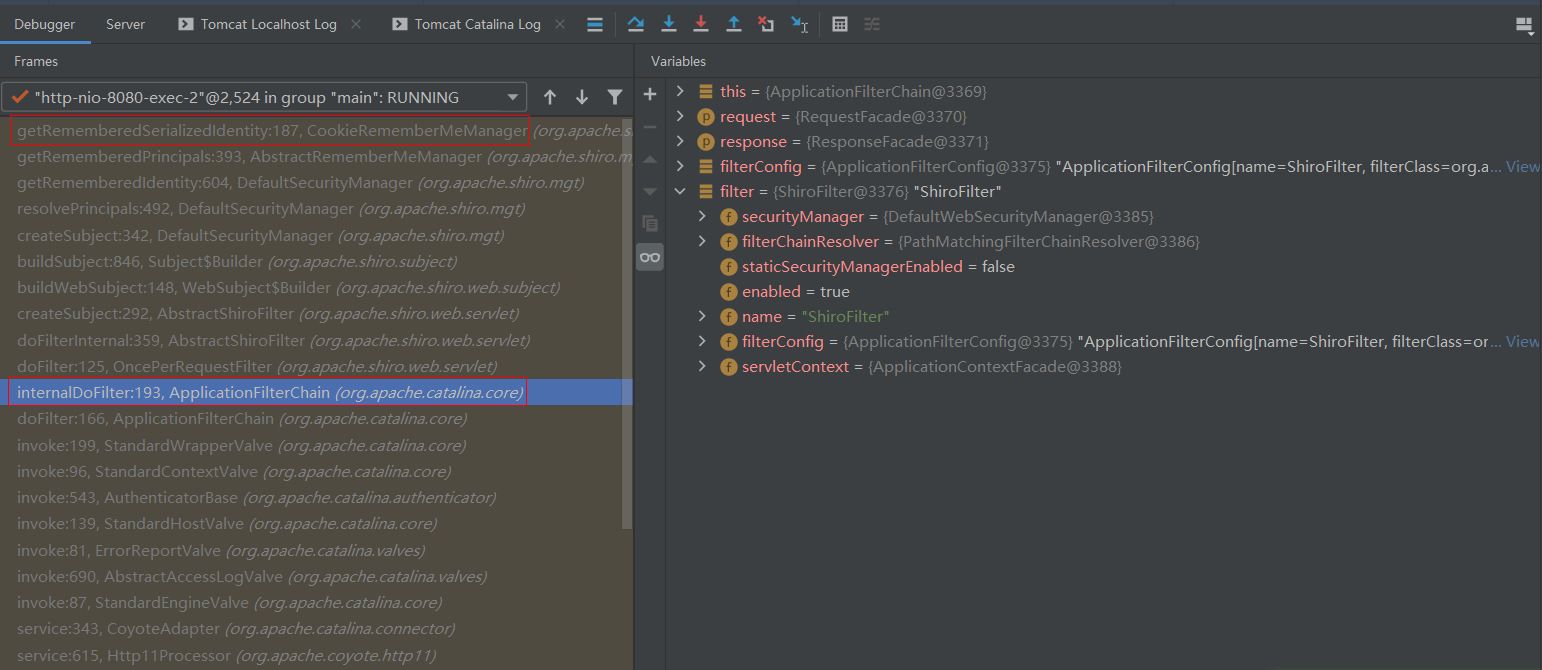 Debugger Server Tomcat Localhost Log Tomcat Catalina Log
Frames
"http-nio-8080-exec-2"@2,524 in group "main": RUNNING
getRememberedSerializedIdentity:187, CookieRememberMeManager (org.apache.s
getRememberedPrincipals:393, AbstractRememberMeManager (org.apache.shiro.m
getRememberedIdentity:604, DefaultSecurityManager (org.apache.shiro.mgt)
resolvePrincipals:492, DefaultSecurityManager (org.apache.shiro.mgt)
createSubject:342, DefaultSecurityManager (org.apache.shiro.mgt)
buildSubject:846, Subject$Builder (org.apache.shiro.subject)
buildWebSubject:148, WebSubject$Builder (org.apache.shiro.web.subject)
createSubject:292, AbstractShiroFilter (org.apache.shiro.web.servlet)
doFilterInternal:359, AbstractShiroFilter (org.apache.shiro.web.servlet)
doFilter:125, OncePerRequestFilter (org.apache.shiro.web.servlet)
internalDoFilter:193, ApplicationFilterChain (org.apache.catalina.core)
doFilter:166, ApplicationFilterChain (org.apache.catalina.core)
invoke:199, StandardWrapperValve (org.apache.catalina.core)
invoke:96, StandardContextValve (org.apache.catalina.core)
invoke:543, AuthenticatorBase (org.apache.catalina.authenticator)
invoke:139, StandardHostValve (org.apache.catalina.core)
invoke:81, ErrorReportValve (org.apache.catalina.valves)
invoke:690, AbstractAccessLogValve (org.apache.catalina.valves)
invoke:87, StandardEngineValve (org.apache.catalina.core)
service:343, CoyoteAdapter (org.apache.catalina.connector)
service:615, Http11Processor (org.apache.coyote.http11)
Variables
this = {ApplicationFilterChain@3369}
p request = {RequestFacade@3370}
p response = {ResponseFacade@3371}
filterConfig = {ApplicationFilterConfig@3375} "ApplicationFilterConfig[name=ShiroFilter, filterClass=org.a... View
filter = {ShiroFilter@3376} "ShiroFilter"
f securityManager = {DefaultWebSecurityManager@3385}
f filterChainResolver = {PathMatchingFilterChainResolver@3386}
f staticSecurityManagerEnabled = false
f enabled = true
f name = "ShiroFilter"
f filterConfig = {ApplicationFilterConfig@3375} "ApplicationFilterConfig[name=ShiroFilter, filterClass=or... View
f servletContext = {ApplicationContextFacade@3388}